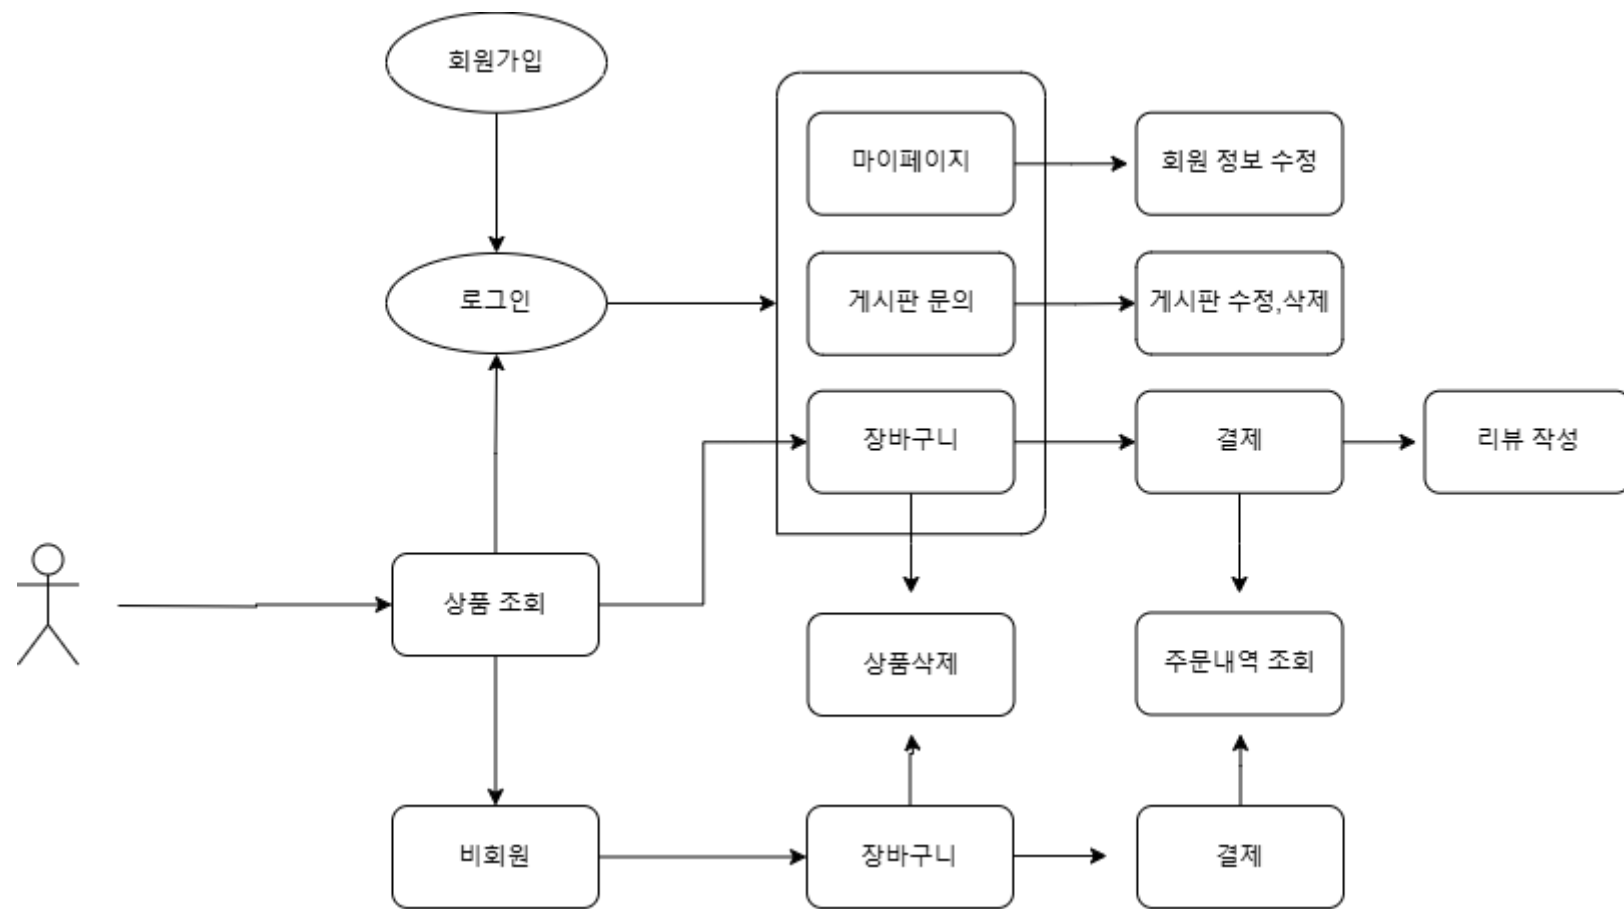 회원가입
마이페이지
회원 정보 수정
로그인
게시판 문의
게시판 수정,삭제
장바구니
결제
리뷰 작성
상품 조회
상품삭제
주문내역 조회
비회원
장바구니
결제